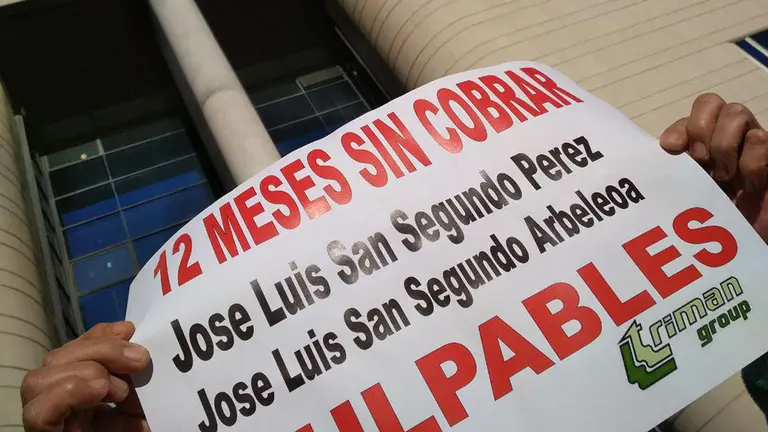 12 MESES SIN COBRAR
Jose Luis San Segundo Perez
Jose Luis San Segundo Arbeleoa
ULPABLES
triman
group